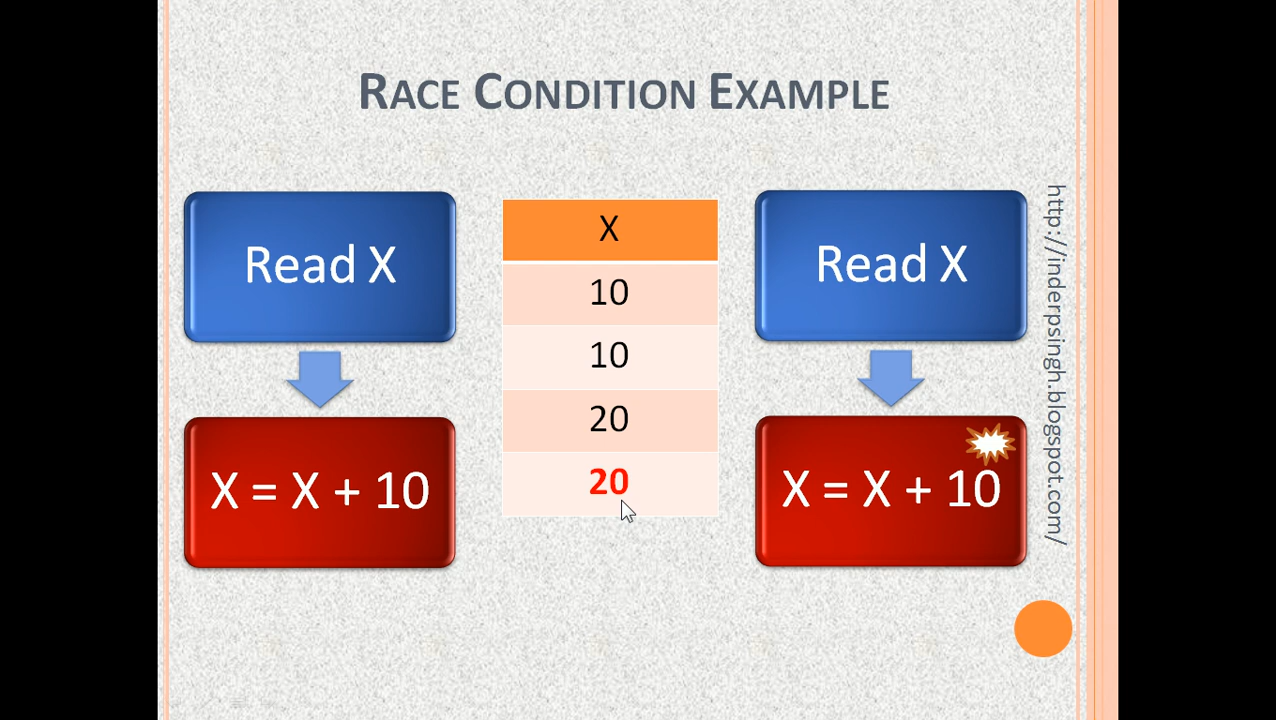 RACE CONDITION EXAMPLE
Read X
X = X + 10
X
10
10
20
20
Read X
X = X + 10
http://inderpsingh.blogspot.com/